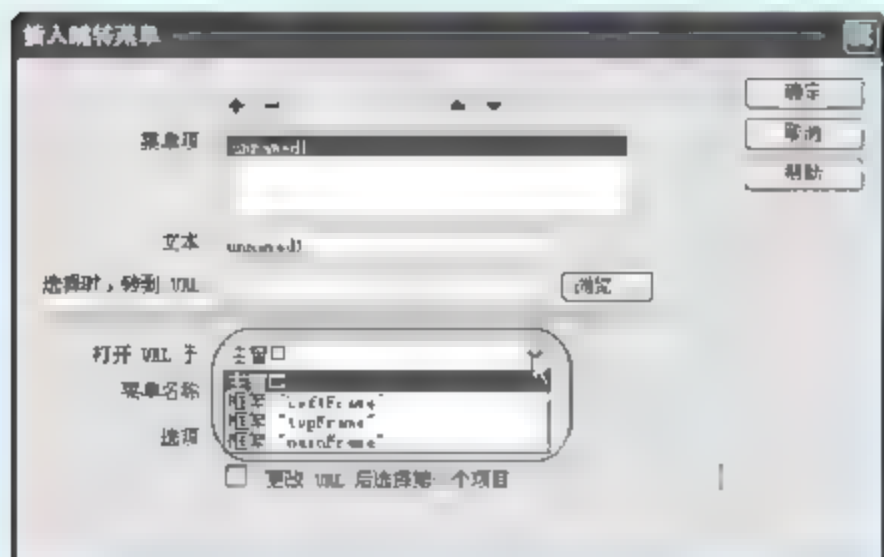 插入跳转菜单
确定
取消
帮助
菜单项
unnamed1
文本
unnamed1
选择时，转到 URL
浏览
打开 URL 于
主窗口
主窗口
框架 "leftFrame"
框架 "topFrame"
框架 "mainFrame"
菜单名称
选项
更改 URL 后选择第一个项目